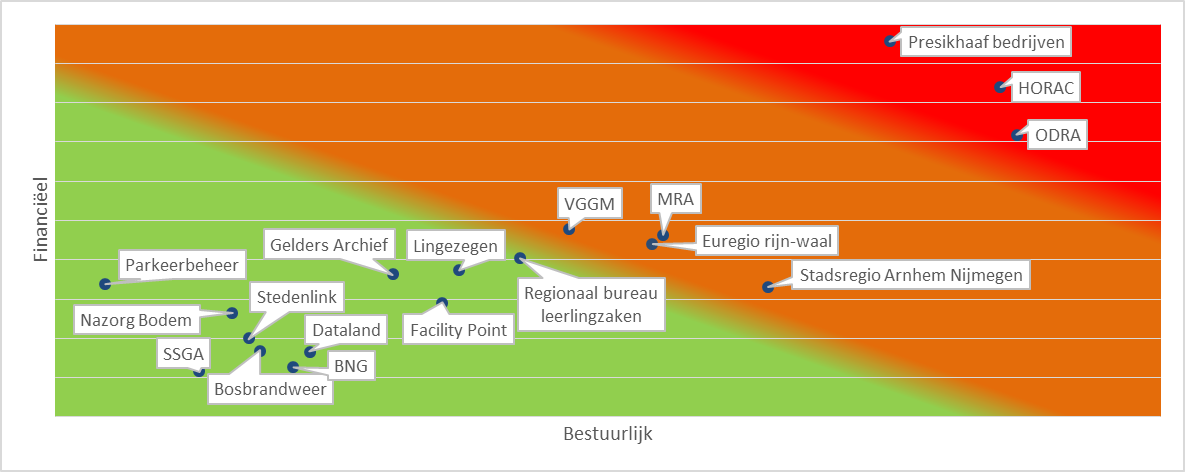 Presikhaaf bedrijven
HORAC
ODRA
VGGM
MRA
Gelders Archief
Lingezegen
Euregio rijn-waal
Parkeerbeheer
Stadsregio Arnhem Nijmegen
Stedenlink
Regionaal bureau
leerlingzaken
Nazorg Bodem
Dataland
Facility Point
SSGA
BNG
Bosbrandweer
Financiëel
Bestuurlijk